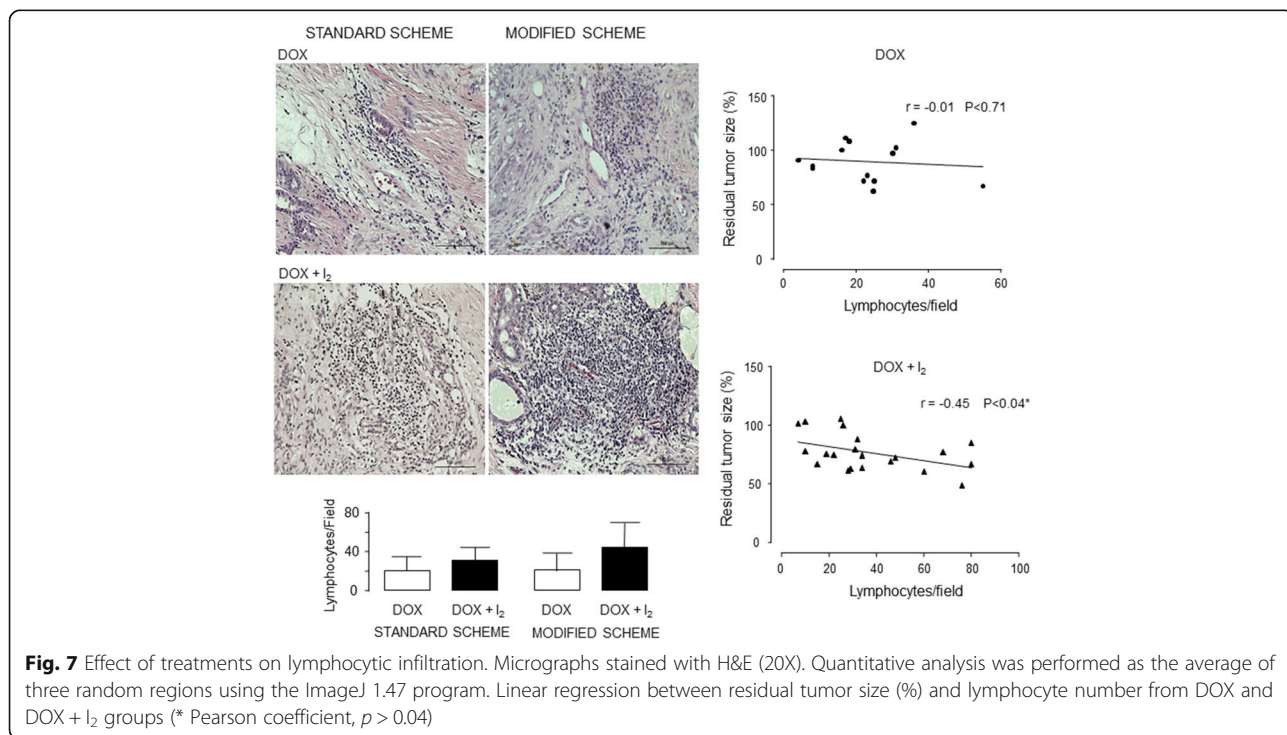 STANDARD SCHEME
MODIFIED SCHEME
DOX
DOX + I₂
Lymphocytes/Field
80
40
0
DOX
DOX + I₂
DOX
DOX + I₂
STANDARD SCHEME
MODIFIED SCHEME
DOX
r = -0.01 P<0.71
Residual tumor size (%)
150
100
50
0
0
20
40
60
Lymphocytes/field
DOX + I₂
r = -0.45 P<0.04*
Residual tumor size (%)
150
100
50
0
0
20
40
60
80
100
Lymphocytes/field
Fig. 7 Effect of treatments on lymphocytic infiltration. Micrographs stained with H&E (20X). Quantitative analysis was performed as the average of
three random regions using the ImageJ 1.47 program. Linear regression between residual tumor size (%) and lymphocyte number from DOX and
DOX + I₂ groups (* Pearson coefficient, p > 0.04)